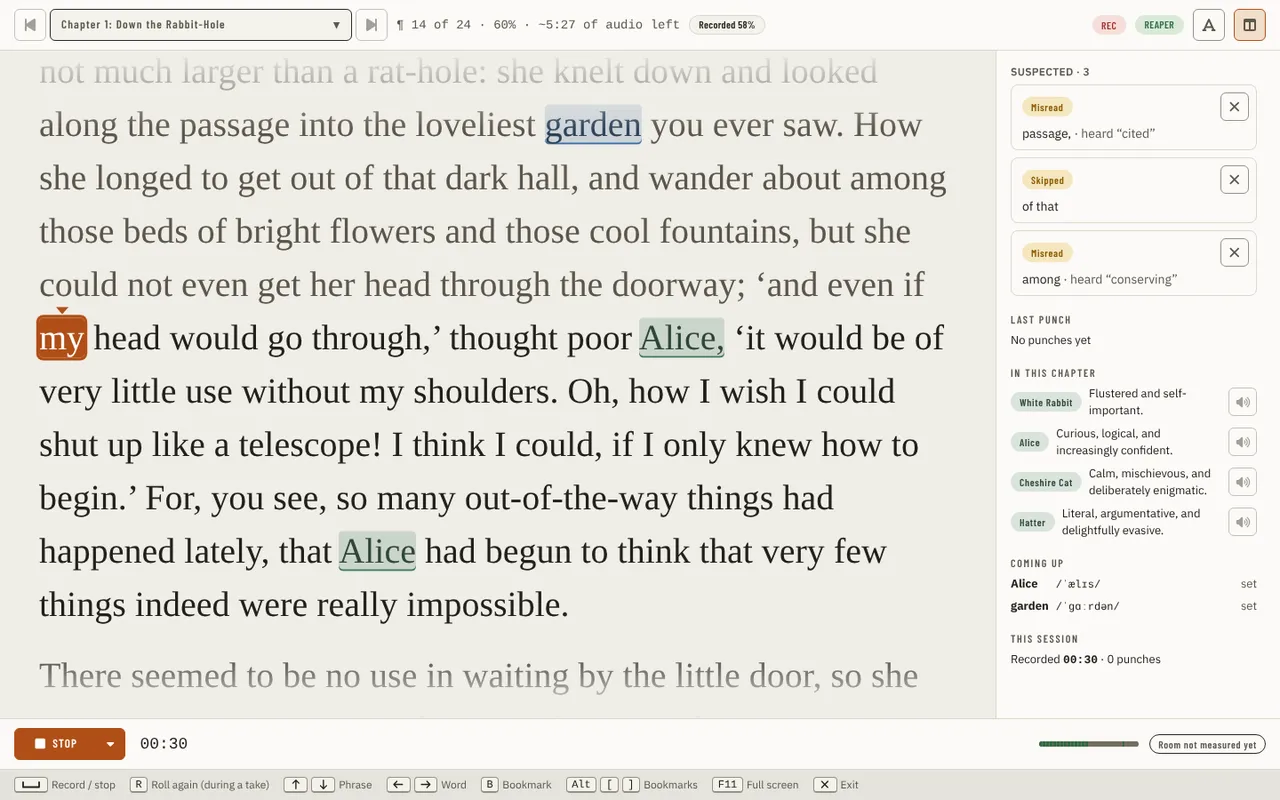 Chapter 1: Down the Rabbit-Hole
¶ 14 of 24 · 60% · ~5:27 of audio left
Recorded 58%
REC
REAPER
A
not much larger than a rat-hole: she knelt down and looked
along the passage into the loveliest garden you ever saw. How
she longed to get out of that dark hall, and wander about among
those beds of bright flowers and those cool fountains, but she
could not even get her head through the doorway; ‘and even if
my head would go through,’ thought poor Alice, ‘it would be of
very little use without my shoulders. Oh, how I wish I could
shut up like a telescope! I think I could, if I only knew how to
begin.’ For, you see, so many out-of-the-way things had
happened lately, that Alice had begun to think that very few
things indeed were really impossible.
There seemed to be no use in waiting by the little door, so she
SUSPECTED · 3
Misread
passage, · heard “cited”
Skipped
of that
Misread
among · heard “conserving”
LAST PUNCH
No punches yet
IN THIS CHAPTER
White Rabbit
Flustered and self-
important.
Alice
Curious, logical, and
increasingly confident.
Cheshire Cat
Calm, mischievous, and
deliberately enigmatic.
Hatter
Literal, argumentative, and
delightfully evasive.
COMING UP
Alice /ˈælɪs/ set
garden /ˈɡɑːrdən/ set
THIS SESSION
Recorded 00:30 · 0 punches
STOP
00:30
Room not measured yet
Record / stop
R Roll again (during a take)
↑ ↓ Phrase
← → Word
B Bookmark
Alt [ ] Bookmarks
F11 Full screen
X Exit